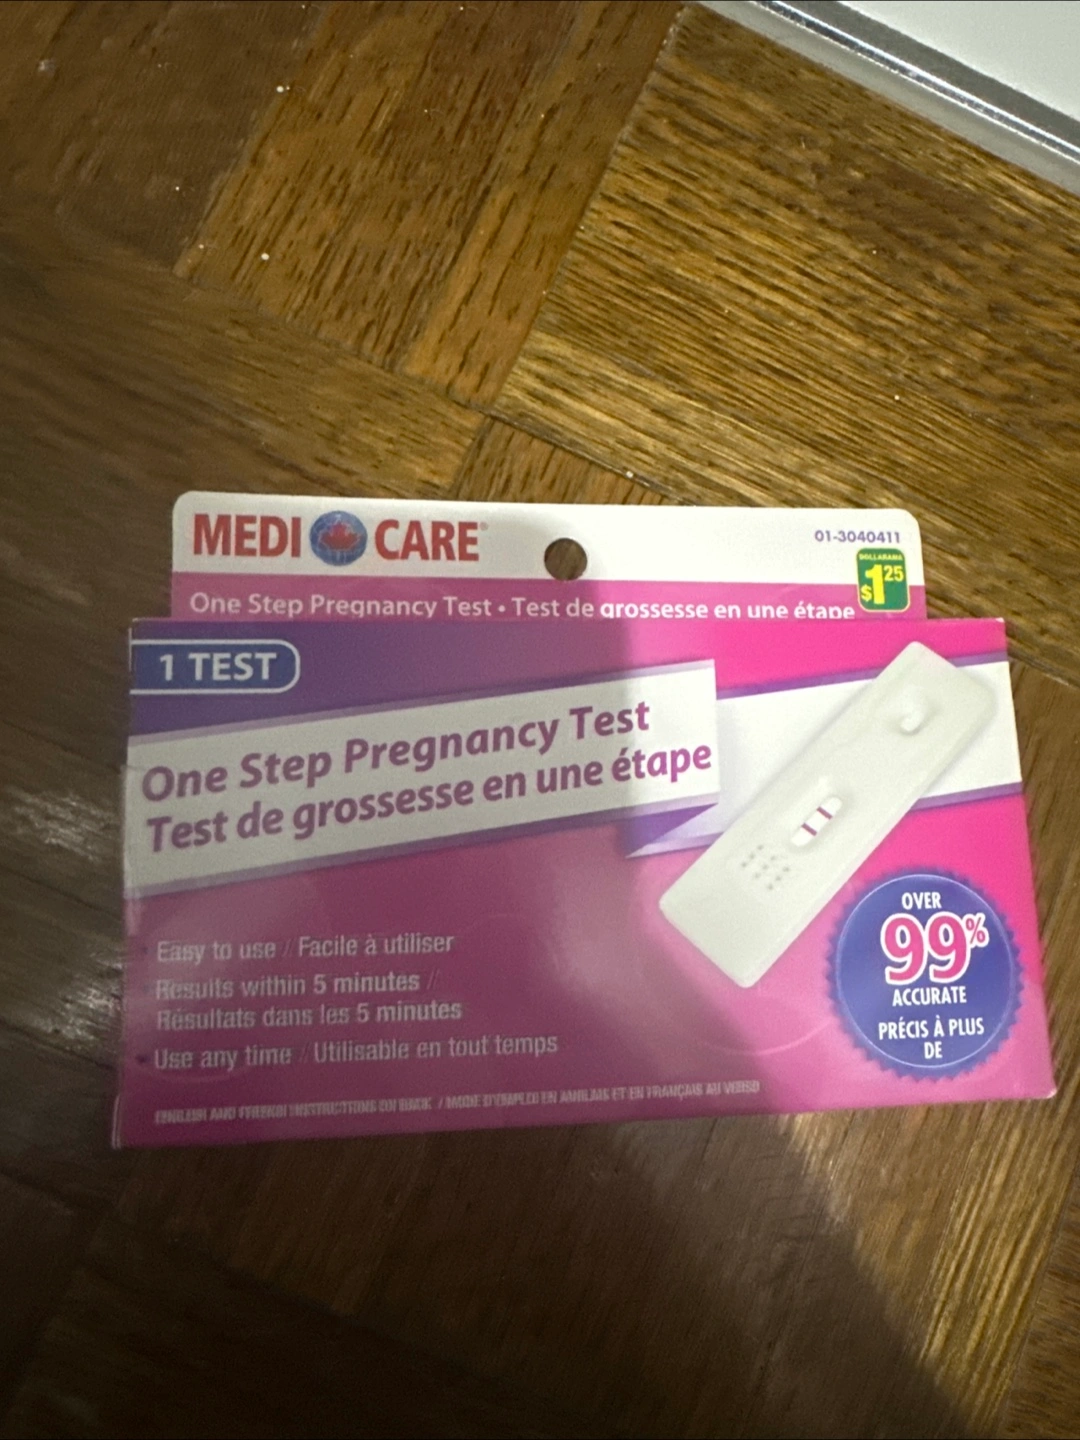 MEDI CARE®
01-3040411
DOLLARAMA
$1.25
One Step Pregnancy Test • Test de grossesse en une étape
1 TEST
One Step Pregnancy Test
Test de grossesse en une étape
Easy to use / Facile à utiliser
Results within 5 minutes /
Résultats dans les 5 minutes
Use any time / Utilisable en tout temps
ENGLISH AND FRENCH INSTRUCTIONS ON BACK / MODE D'EMPLOI EN ANGLAIS ET EN FRANÇAIS AU VERSO
OVER
99%
ACCURATE
PRÉCIS À PLUS
DE